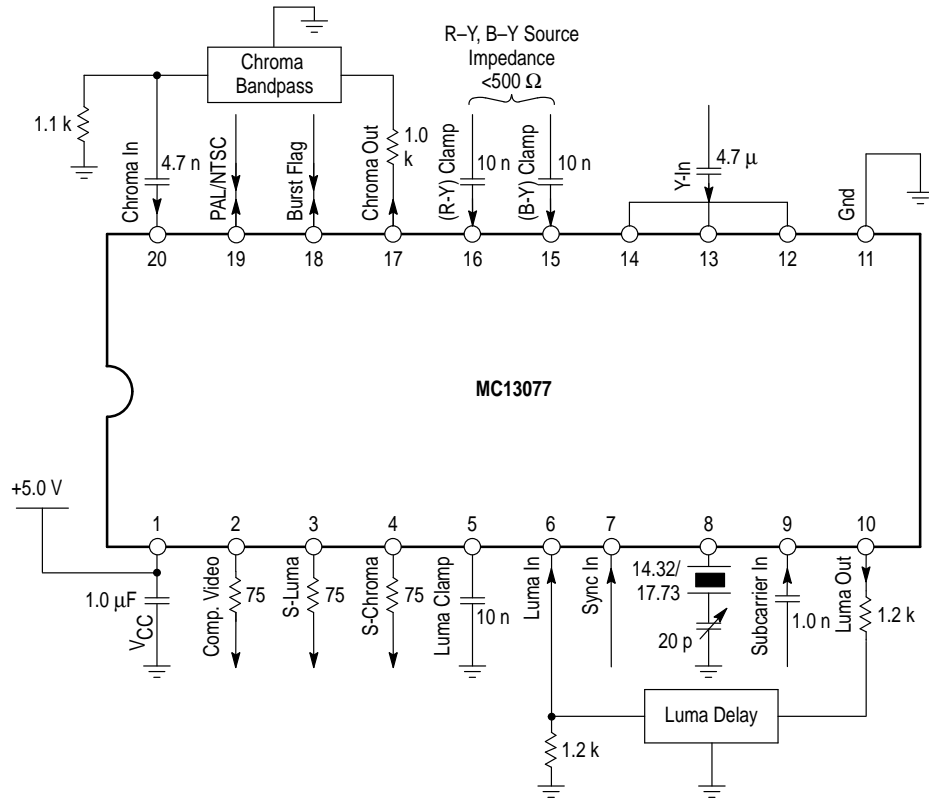 R–Y, B–Y Source
Impedance
<500 Ω
Chroma
Bandpass
1.1 k
Chroma In
4.7 n
PAL/NTSC
Burst Flag
Chroma Out
1.0
k
(R-Y) Clamp
10 n
(B-Y) Clamp
10 n
Y-In
4.7 μ
Gnd
20
19
18
17
16
15
14
13
12
11
MC13077
+5.0 V
1
2
3
4
5
6
7
8
9
10
1.0 μF
VCC
Comp. Video
75
S-Luma
75
S-Chroma
75
Luma Clamp
10 n
Luma In
Sync In
14.32/
17.73
20 p
Subcarrier In
1.0 n
Luma Out
1.2 k
Luma Delay
1.2 k